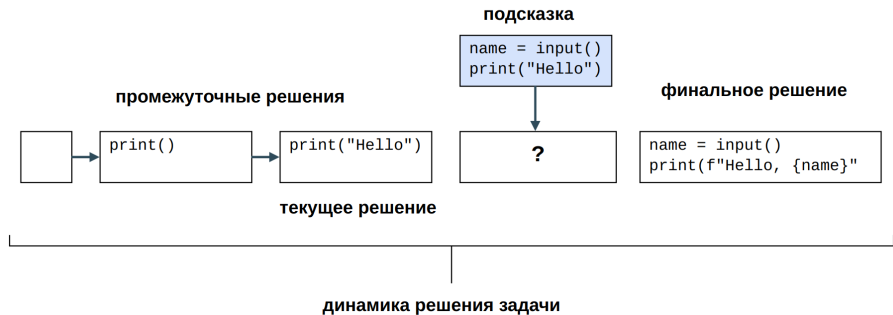 подсказка
name = input()
print("Hello")
промежуточные решения
финальное решение
print()
print("Hello")
?
name = input()
print(f"Hello, {name}"
текущее решение
динамика решения задачи